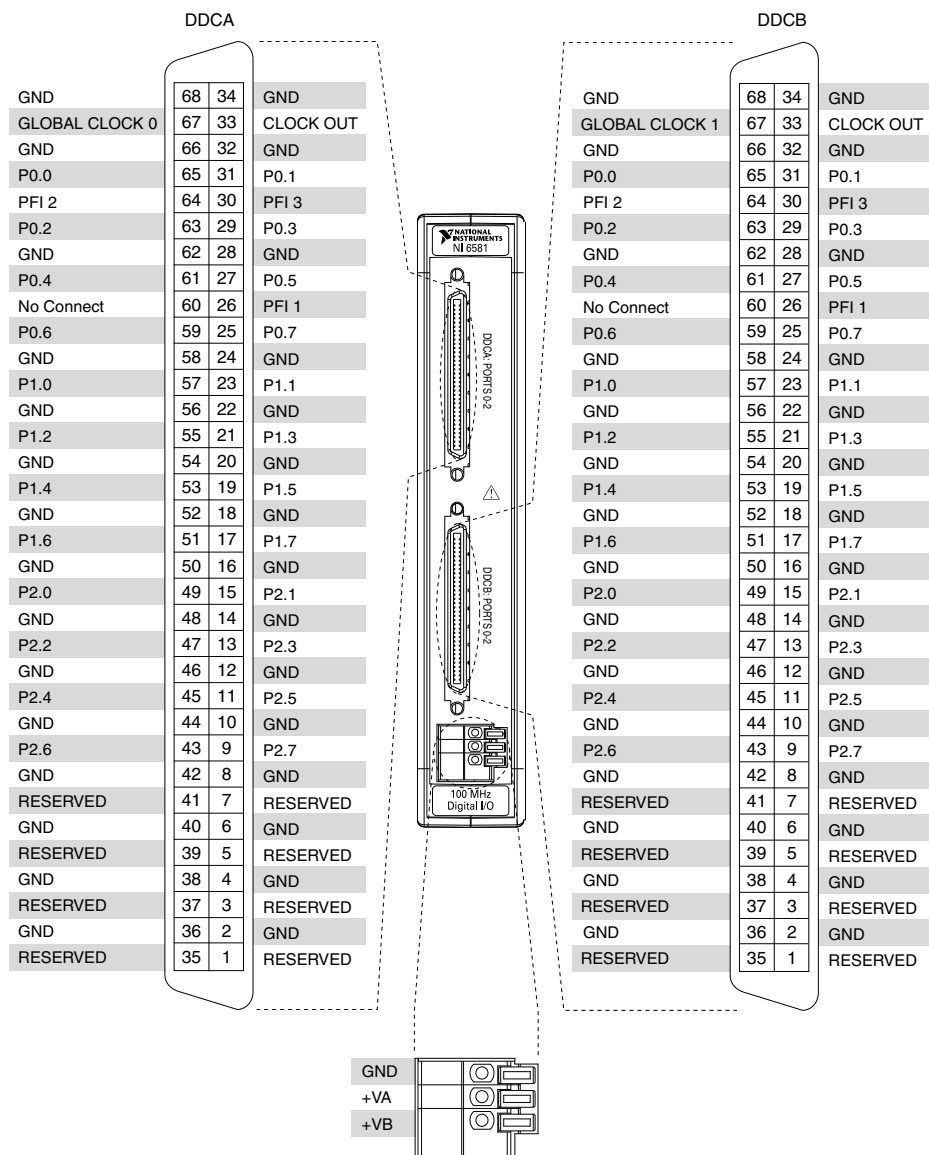 DDCA DDCB
GND 68 34 GND GND 68 34 GND
GLOBAL CLOCK 0 67 33 CLOCK OUT GLOBAL CLOCK 1 67 33 CLOCK OUT
GND 66 32 GND GND 66 32 GND
P0.0 65 31 P0.1 P0.0 65 31 P0.1
PFI 2 64 30 PFI 3 PFI 2 64 30 PFI 3
P0.2 63 29 P0.3 P0.2 63 29 P0.3
GND 62 28 GND GND 62 28 GND
P0.4 61 27 P0.5 P0.4 61 27 P0.5
No Connect 60 26 PFI 1 No Connect 60 26 PFI 1
P0.6 59 25 P0.7 P0.6 59 25 P0.7
GND 58 24 GND GND 58 24 GND
P1.0 57 23 P1.1 P1.0 57 23 P1.1
GND 56 22 GND GND 56 22 GND
P1.2 55 21 P1.3 P1.2 55 21 P1.3
GND 54 20 GND GND 54 20 GND
P1.4 53 19 P1.5 P1.4 53 19 P1.5
GND 52 18 GND GND 52 18 GND
P1.6 51 17 P1.7 P1.6 51 17 P1.7
GND 50 16 GND GND 50 16 GND
P2.0 49 15 P2.1 P2.0 49 15 P2.1
GND 48 14 GND GND 48 14 GND
P2.2 47 13 P2.3 P2.2 47 13 P2.3
GND 46 12 GND GND 46 12 GND
P2.4 45 11 P2.5 P2.4 45 11 P2.5
GND 44 10 GND GND 44 10 GND
P2.6 43 9 P2.7 P2.6 43 9 P2.7
GND 42 8 GND GND 42 8 GND
RESERVED 41 7 RESERVED RESERVED 41 7 RESERVED
GND 40 6 GND GND 40 6 GND
RESERVED 39 5 RESERVED RESERVED 39 5 RESERVED
GND 38 4 GND GND 38 4 GND
RESERVED 37 3 RESERVED RESERVED 37 3 RESERVED
GND 36 2 GND GND 36 2 GND
RESERVED 35 1 RESERVED RESERVED 35 1 RESERVED
NATIONAL
INSTRUMENTS
NI 6581
DDCA: PORTS 0-2
DDCB: PORTS 0-2
100 MHz
Digital I/O
GND
+VA
+VB